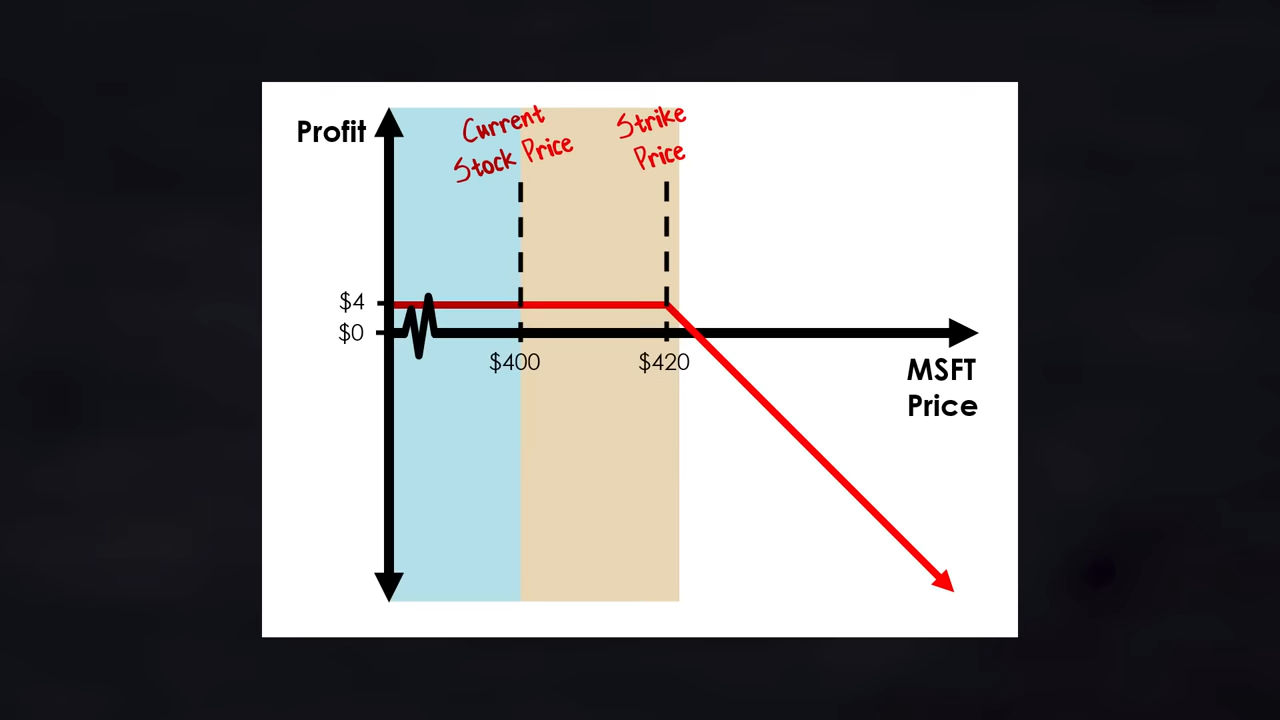 Profit
Current
Stock Price
Strike
Price
$4
$0
$400
$420
MSFT
Price